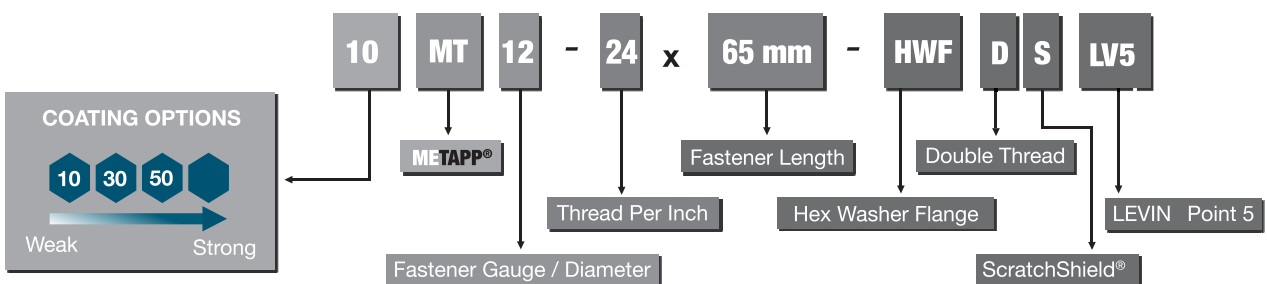 10 MT 12 - 24 x 65 mm - HWF D S LV5
COATING OPTIONS
10 30 50
Weak
Strong
METAPP®
Fastener Length
Double Thread
Thread Per Inch
Hex Washer Flange
LEVIN Point 5
Fastener Gauge / Diameter
ScratchShield®